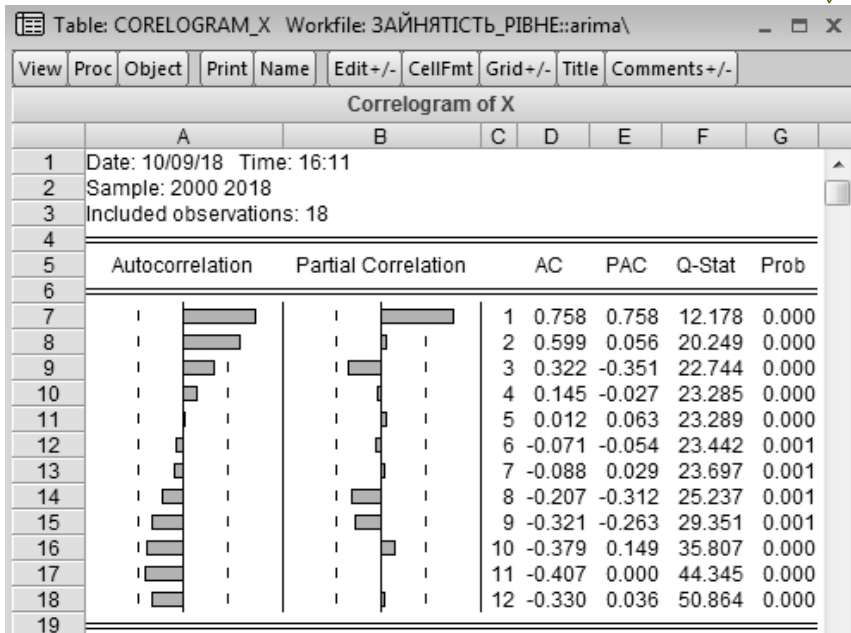 Table: CORELOGRAM_X Workfile: ЗАЙНЯТІСТЬ_РІВНЕ::arima\
View Proc Object Print Name Edit+/- CellFmt Grid+/- Title Comments+/-
Correlogram of X
A B C D E F G
1 Date: 10/09/18 Time: 16:11
2 Sample: 2000 2018
3 Included observations: 18
4
5 Autocorrelation Partial Correlation AC PAC Q-Stat Prob
6
7 1 0.758 0.758 12.178 0.000
8 2 0.599 0.056 20.249 0.000
9 3 0.322 -0.351 22.744 0.000
10 4 0.145 -0.027 23.285 0.000
11 5 0.012 0.063 23.289 0.000
12 6 -0.071 -0.054 23.442 0.001
13 7 -0.088 0.029 23.697 0.001
14 8 -0.207 -0.312 25.237 0.001
15 9 -0.321 -0.263 29.351 0.001
16 10 -0.379 0.149 35.807 0.000
17 11 -0.407 0.000 44.345 0.000
18 12 -0.330 0.036 50.864 0.000
19